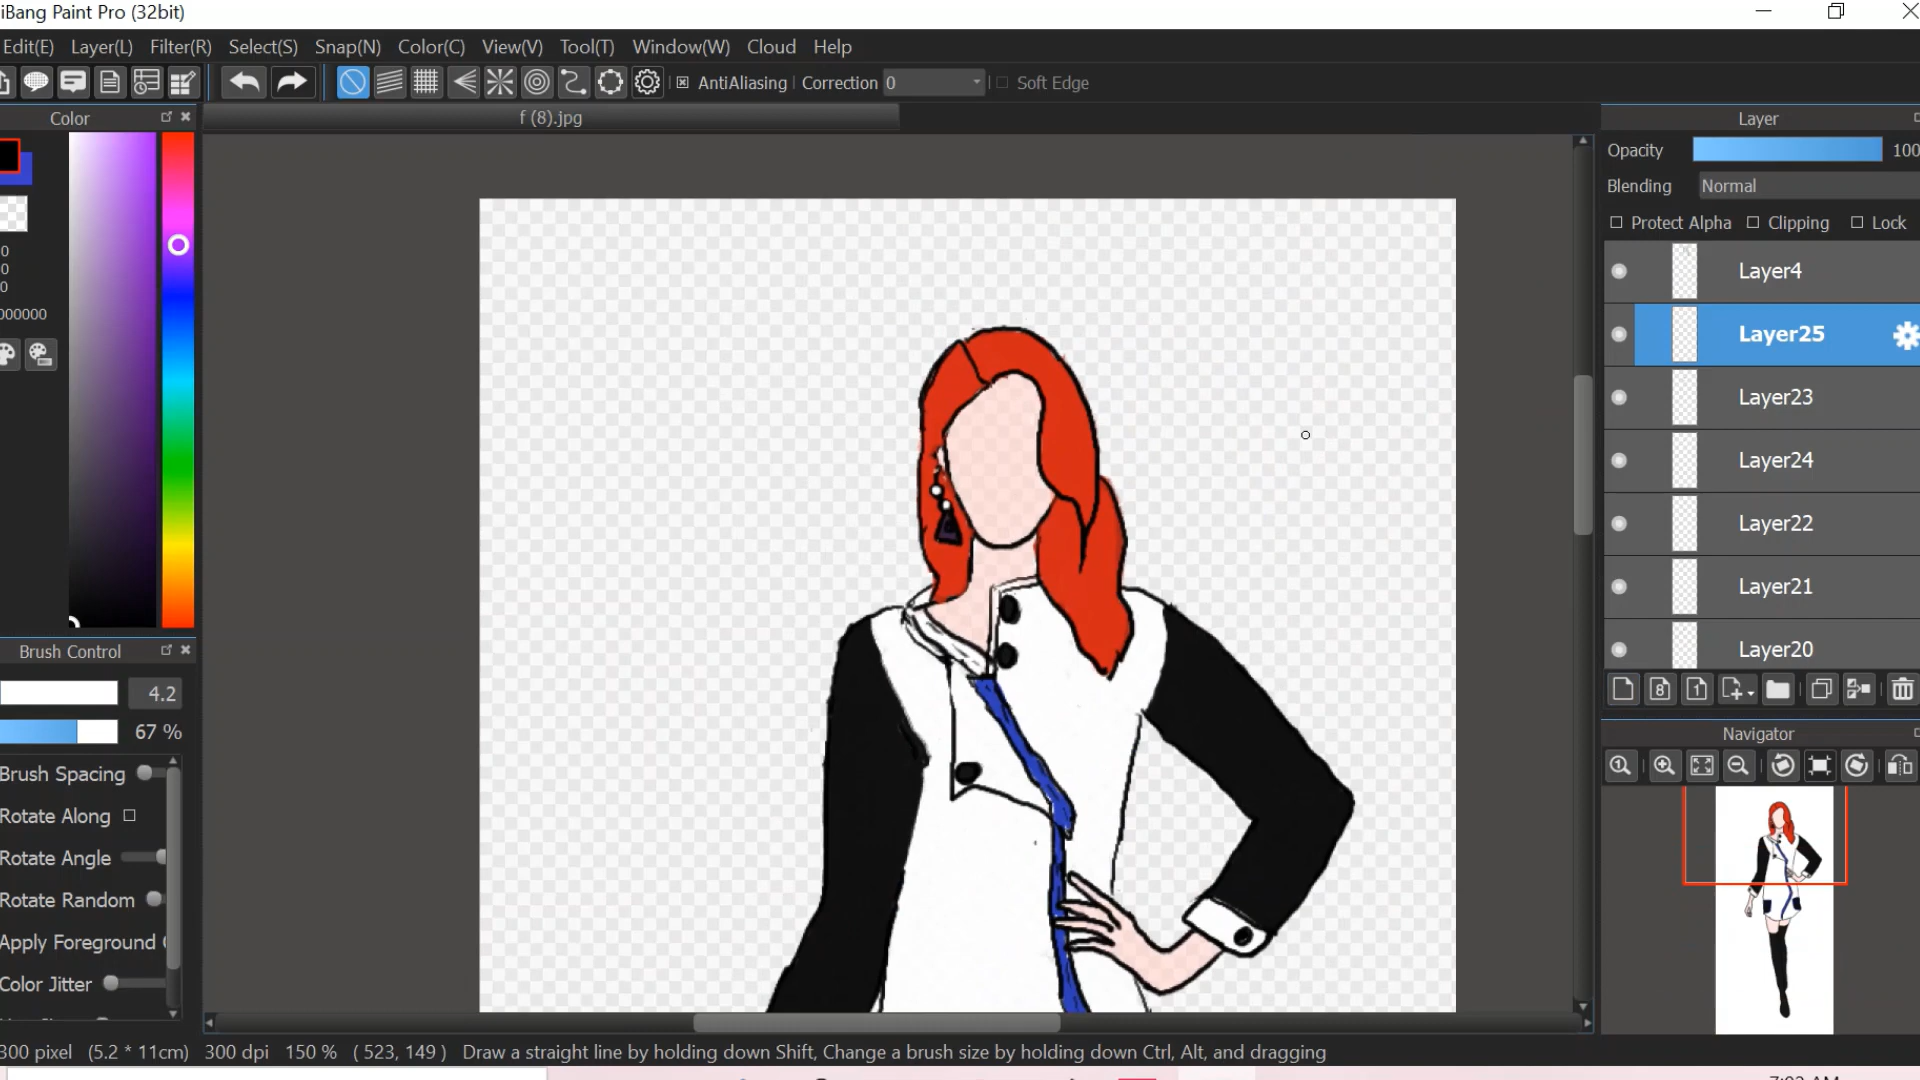 iBang Paint Pro (32bit)
Edit(E) Layer(L) Filter(R) Select(S) Snap(N) Color(C) View(V) Tool(T) Window(W) Cloud Help
AntiAliasing Correction 0 Soft Edge
Color
f (8).jpg
Layer
Opacity 100
Blending Normal
Protect Alpha Clipping Lock
0
0
0
000000
Layer4
Layer25
Layer23
Layer24
Layer22
Layer21
Layer20
8 1
Brush Control
4.2
67 %
Brush Spacing
Rotate Along
Rotate Angle
Rotate Random
Apply Foreground
Color Jitter
Navigator
300 pixel (5.2 * 11cm) 300 dpi 150 % ( 523, 149 ) Draw a straight line by holding down Shift, Change a brush size by holding down Ctrl, Alt, and dragging